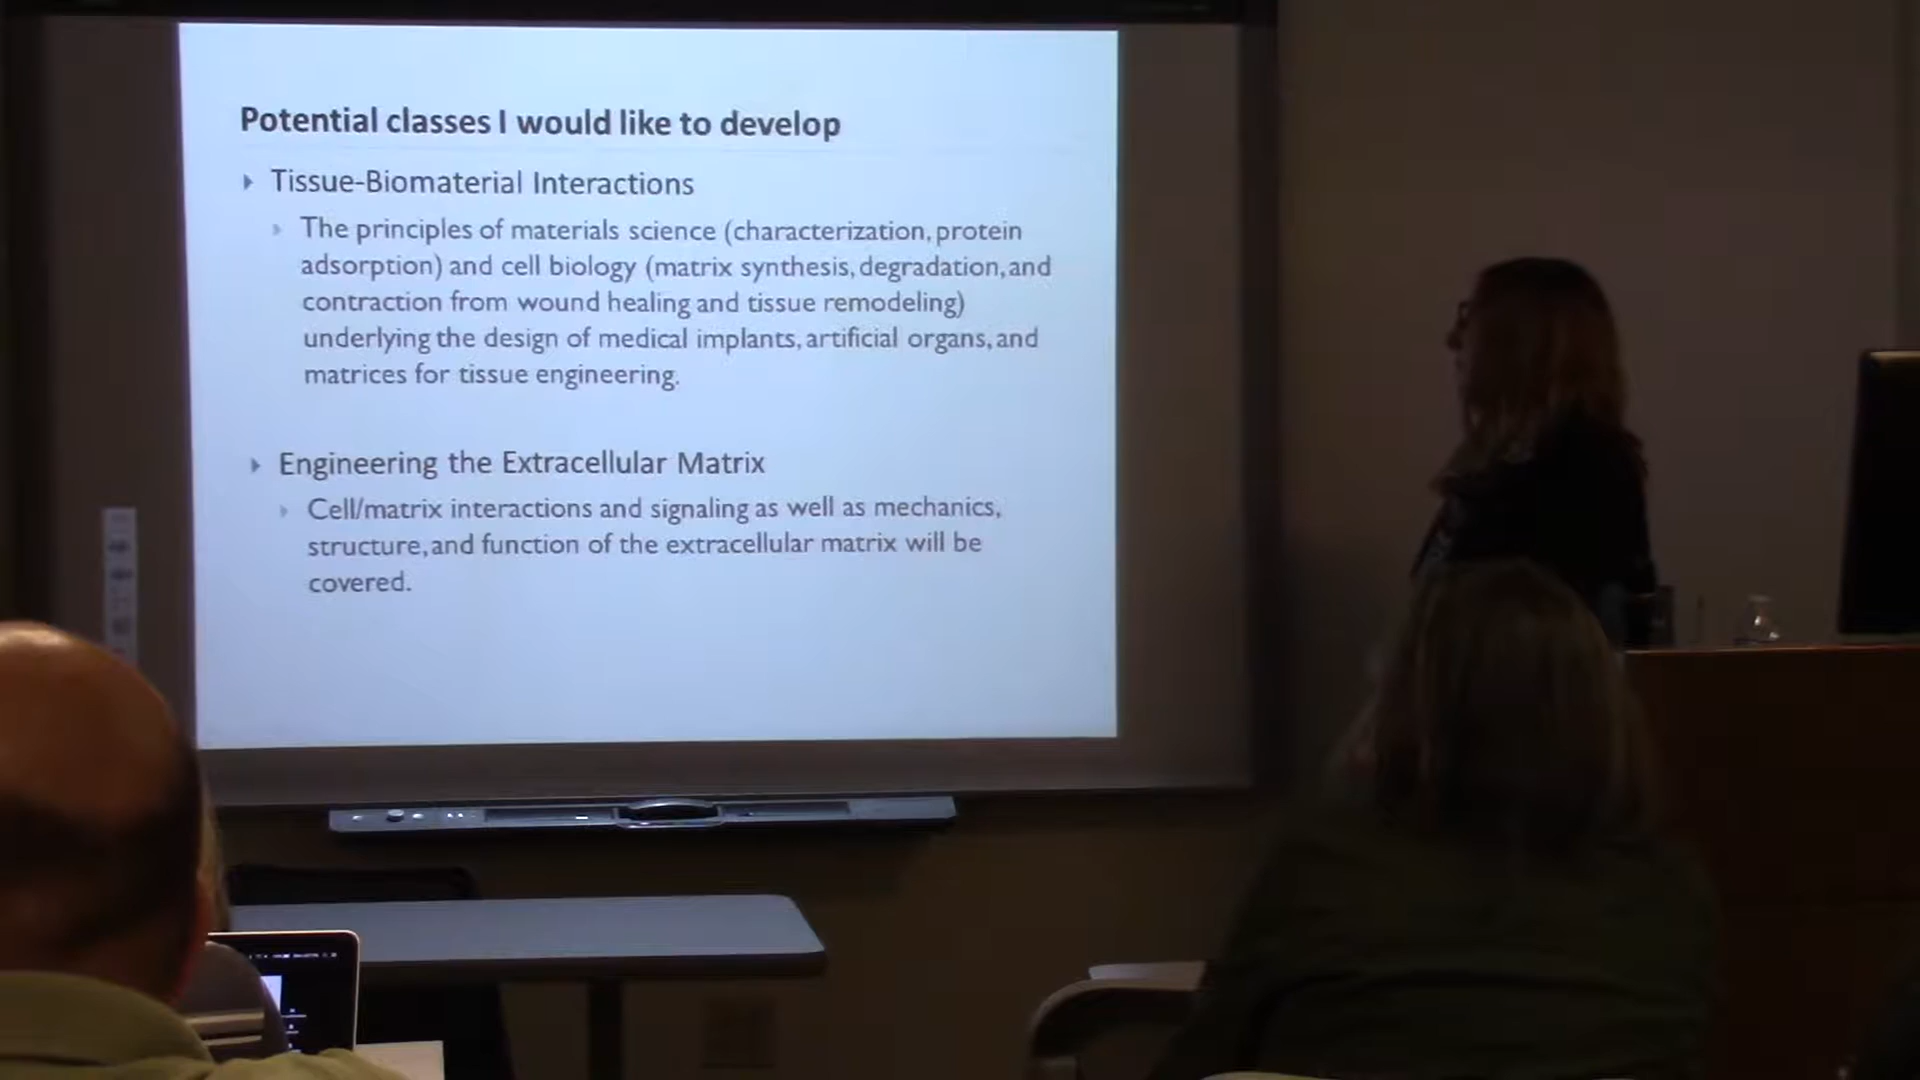 Potential classes I would like to develop
Tissue-Biomaterial Interactions
The principles of materials science (characterization, protein
adsorption) and cell biology (matrix synthesis, degradation, and
contraction from wound healing and tissue remodeling)
underlying the design of medical implants, artificial organs, and
matrices for tissue engineering.
Engineering the Extracellular Matrix
Cell/matrix interactions and signaling as well as mechanics,
structure, and function of the extracellular matrix will be
covered.